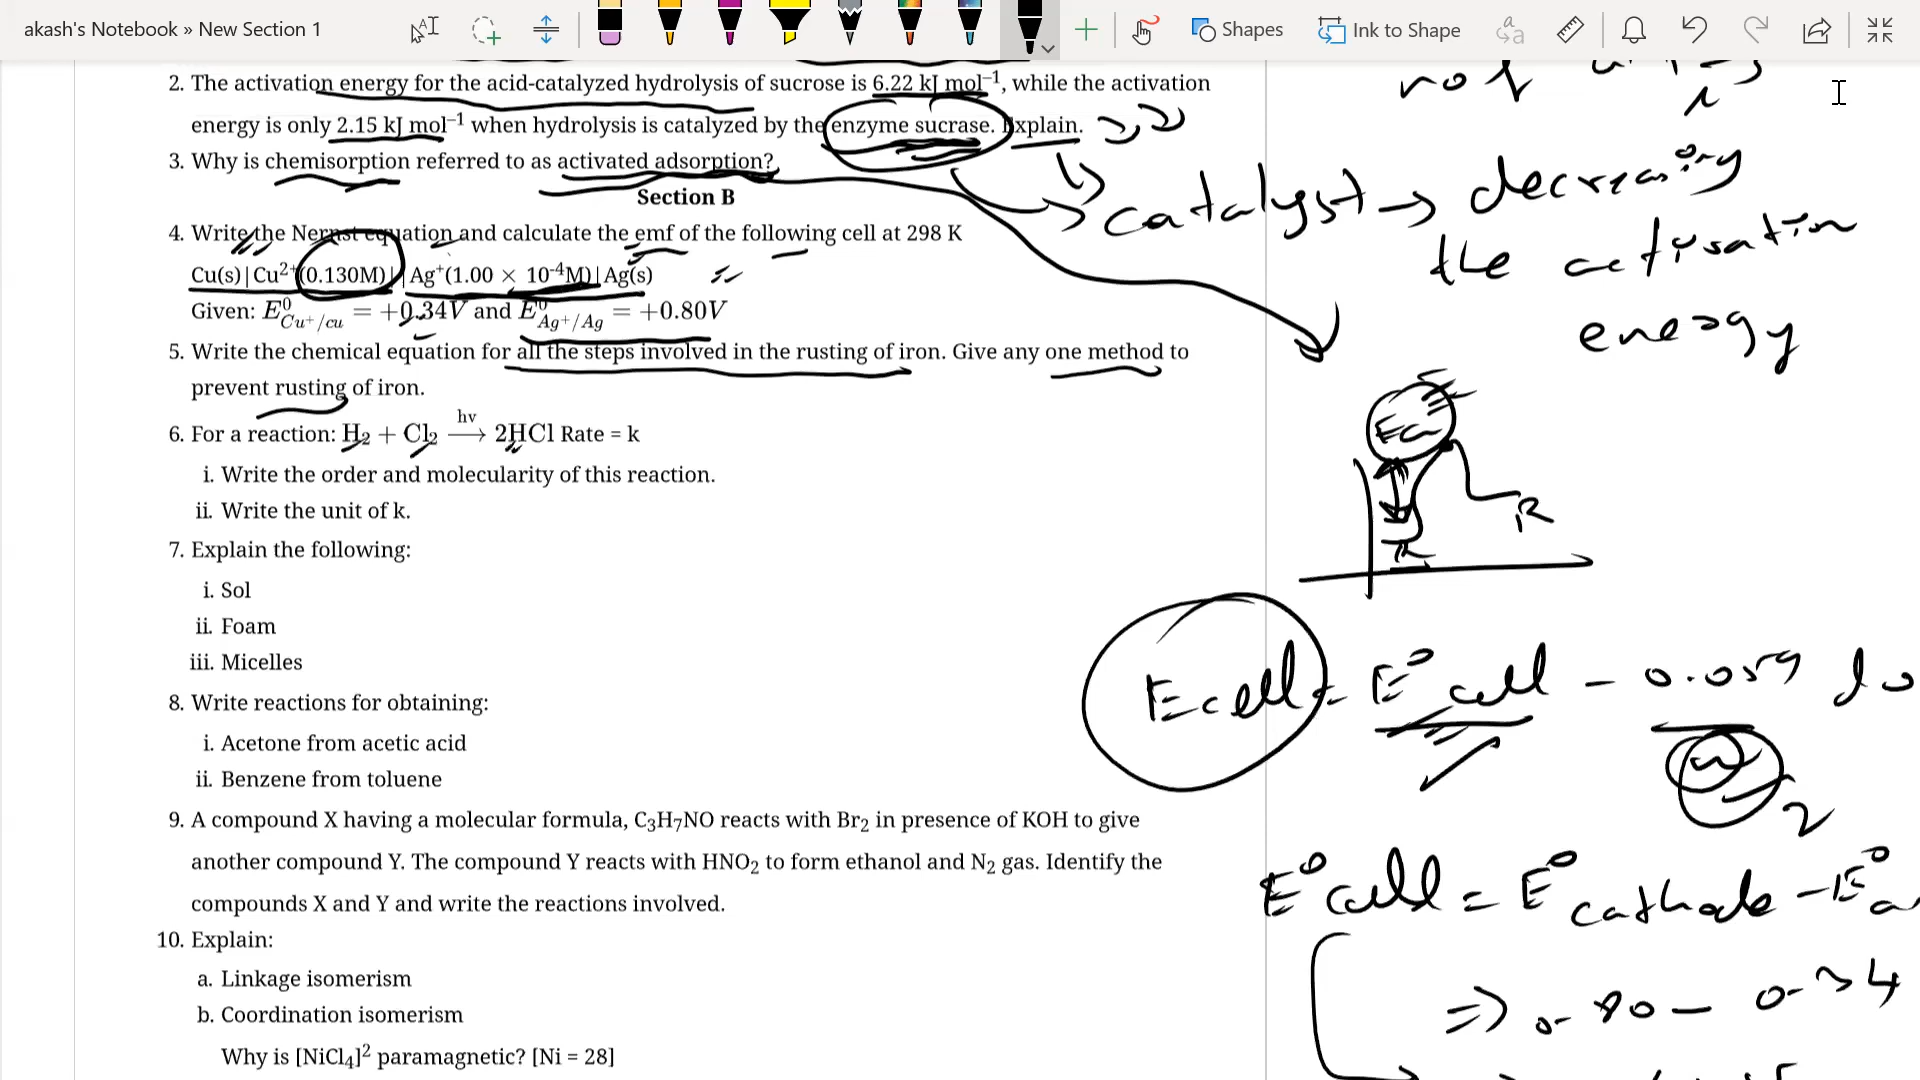 akash's Notebook » New Section 1
Shapes
Ink to Shape
2. The activation energy for the acid-catalyzed hydrolysis of sucrose is 6.22 kJ mol⁻¹, while the activation
energy is only 2.15 kJ mol⁻¹ when hydrolysis is catalyzed by the enzyme sucrase. Explain.
3. Why is chemisorption referred to as activated adsorption?
Section B
4. Write the Nernst equation and calculate the emf of the following cell at 298 K
Cu(s)|Cu²⁺(0.130M)||Ag⁺(1.00 × 10⁻⁴M)|Ag(s)
Given: E⁰Cu⁺/cu = +0.34V and E⁰Ag⁺/Ag = +0.80V
5. Write the chemical equation for all the steps involved in the rusting of iron. Give any one method to
prevent rusting of iron.
6. For a reaction: H₂ + Cl₂ hv → 2HCl Rate = k
i. Write the order and molecularity of this reaction.
ii. Write the unit of k.
7. Explain the following:
i. Sol
ii. Foam
iii. Micelles
8. Write reactions for obtaining:
i. Acetone from acetic acid
ii. Benzene from toluene
9. A compound X having a molecular formula, C₃H₇NO reacts with Br₂ in presence of KOH to give
another compound Y. The compound Y reacts with HNO₂ to form ethanol and N₂ gas. Identify the
compounds X and Y and write the reactions involved.
10. Explain:
a. Linkage isomerism
b. Coordination isomerism
Why is [NiCl₄]² paramagnetic? [Ni = 28]
catalyst → decreasing
the activation
energy
Ea
R
Ecell = E⁰cell - 0.059
n
2
E⁰cell = E⁰cathode - E⁰
⇒ 0.80 - 0.34